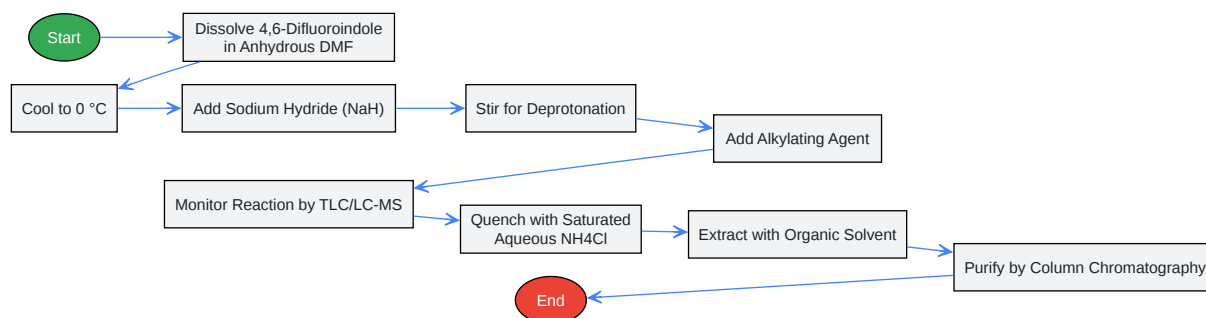 Start
Dissolve 4,6-Difluoroindole
in Anhydrous DMF
Cool to 0 °C
Add Sodium Hydride (NaH)
Stir for Deprotonation
Add Alkylating Agent
Monitor Reaction by TLC/LC-MS
Quench with Saturated
Aqueous NH4Cl
Extract with Organic Solvent
Purify by Column Chromatography
End